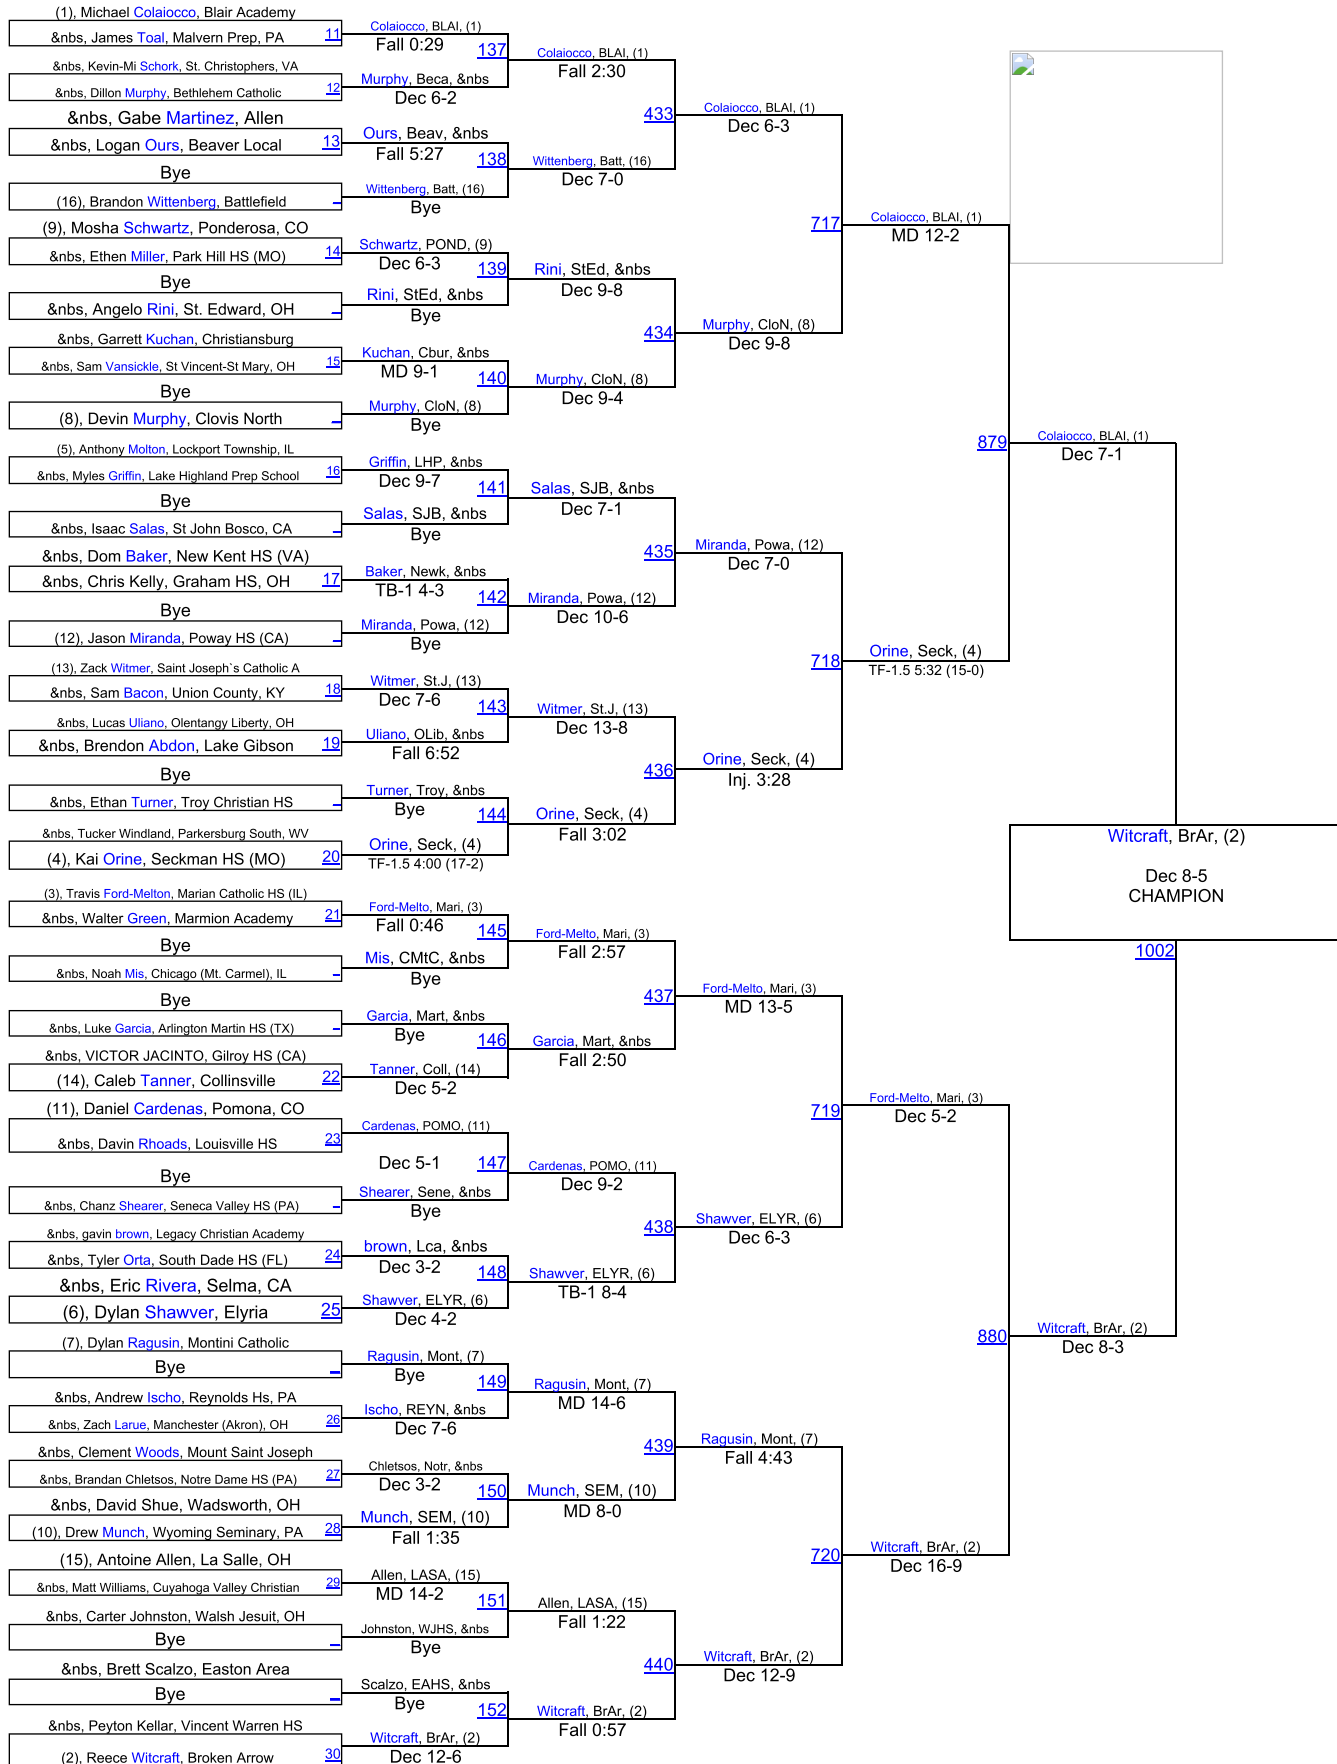 (1), Michael Colaiocco, Blair Academy
&nbs, James Toal, Malvern Prep, PA 11
&nbs, Kevin-Mi Schork, St. Christophers, VA
&nbs, Dillon Murphy, Bethlehem Catholic 12
&nbs, Gabe Martinez, Allen
&nbs, Logan Ours, Beaver Local 13
Bye
(16), Brandon Wittenberg, Battlefield
(9), Mosha Schwartz, Ponderosa, CO
&nbs, Ethen Miller, Park Hill HS (MO) 14
Bye
&nbs, Angelo Rini, St. Edward, OH
&nbs, Garrett Kuchan, Christiansburg
&nbs, Sam Vansickle, St Vincent-St Mary, OH 15
Bye
(8), Devin Murphy, Clovis North
(5), Anthony Molton, Lockport Township, IL
&nbs, Myles Griffin, Lake Highland Prep School 16
Bye
&nbs, Isaac Salas, St John Bosco, CA
&nbs, Dom Baker, New Kent HS (VA)
&nbs, Chris Kelly, Graham HS, OH 17
Bye
(12), Jason Miranda, Poway HS (CA)
(13), Zack Witmer, Saint Joseph`s Catholic A
&nbs, Sam Bacon, Union County, KY 18
&nbs, Lucas Uliano, Olentangy Liberty, OH
&nbs, Brendon Abdon, Lake Gibson 19
Bye
&nbs, Ethan Turner, Troy Christian HS
&nbs, Tucker Windland, Parkersburg South, WV
(4), Kai Orine, Seckman HS (MO) 20
(3), Travis Ford-Melton, Marian Catholic HS (IL)
&nbs, Walter Green, Marmion Academy 21
Bye
&nbs, Noah Mis, Chicago (Mt. Carmel), IL
Bye
&nbs, Luke Garcia, Arlington Martin HS (TX)
&nbs, VICTOR JACINTO, Gilroy HS (CA)
(14), Caleb Tanner, Collinsville 22
(11), Daniel Cardenas, Pomona, CO
&nbs, Davin Rhoads, Louisville HS 23
Bye
&nbs, Chanz Shearer, Seneca Valley HS (PA)
&nbs, gavin brown, Legacy Christian Academy
&nbs, Tyler Orta, South Dade HS (FL) 24
&nbs, Eric Rivera, Selma, CA
(6), Dylan Shawver, Elyria 25
(7), Dylan Ragusin, Montini Catholic
Bye
&nbs, Andrew Ischo, Reynolds Hs, PA
&nbs, Zach Larue, Manchester (Akron), OH 26
&nbs, Clement Woods, Mount Saint Joseph
&nbs, Brandan Chletsos, Notre Dame HS (PA) 27
&nbs, David Shue, Wadsworth, OH
(10), Drew Munch, Wyoming Seminary, PA 28
(15), Antoine Allen, La Salle, OH
&nbs, Matt Williams, Cuyahoga Valley Christian 29
&nbs, Carter Johnston, Walsh Jesuit, OH
Bye
&nbs, Brett Scalzo, Easton Area
Bye
&nbs, Peyton Kellar, Vincent Warren HS
(2), Reece Witcraft, Broken Arrow 30
Colaiocco, BLAI, (1)
Fall 0:29
137
Murphy, Beca, &nbs
Dec 6-2
Ours, Beav, &nbs
Fall 5:27
138
Wittenberg, Batt, (16)
Bye
Schwartz, POND, (9)
Dec 6-3
139
Rini, StEd, &nbs
Bye
Kuchan, Cbur, &nbs
MD 9-1
140
Murphy, CloN, (8)
Bye
Griffin, LHP, &nbs
Dec 9-7
141
Salas, SJB, &nbs
Bye
Baker, Newk, &nbs
TB-1 4-3
142
Miranda, Powa, (12)
Bye
Witmer, St.J, (13)
Dec 7-6
143
Uliano, OLib, &nbs
Fall 6:52
Turner, Troy, &nbs
Bye
144
Orine, Seck, (4)
TF-1.5 4:00 (17-2)
Ford-Melto, Mari, (3)
Fall 0:46
145
Mis, CMtC, &nbs
Bye
Garcia, Mart, &nbs
Bye
146
Tanner, Coll, (14)
Dec 5-2
Cardenas, POMO, (11)
Dec 5-1
147
Shearer, Sene, &nbs
Bye
brown, Lca, &nbs
Dec 3-2
148
Shawver, ELYR, (6)
Dec 4-2
Ragusin, Mont, (7)
Bye
149
Ischo, REYN, &nbs
Dec 7-6
Chletsos, Notr, &nbs
Dec 3-2
150
Munch, SEM, (10)
Fall 1:35
Allen, LASA, (15)
MD 14-2
151
Johnston, WJHS, &nbs
Bye
Scalzo, EAHS, &nbs
Bye
152
Witcraft, BrAr, (2)
Dec 12-6
Colaiocco, BLAI, (1)
Fall 2:30
433
Wittenberg, Batt, (16)
Dec 7-0
Rini, StEd, &nbs
Dec 9-8
434
Murphy, CloN, (8)
Dec 9-4
Salas, SJB, &nbs
Dec 7-1
435
Miranda, Powa, (12)
Dec 10-6
Witmer, St.J, (13)
Dec 13-8
436
Orine, Seck, (4)
Fall 3:02
Ford-Melto, Mari, (3)
Fall 2:57
437
Garcia, Mart, &nbs
Fall 2:50
Cardenas, POMO, (11)
Dec 9-2
438
Shawver, ELYR, (6)
TB-1 8-4
Ragusin, Mont, (7)
MD 14-6
439
Munch, SEM, (10)
MD 8-0
Allen, LASA, (15)
Fall 1:22
440
Witcraft, BrAr, (2)
Fall 0:57
Colaiocco, BLAI, (1)
Dec 6-3
717
Murphy, CloN, (8)
Dec 9-8
Miranda, Powa, (12)
Dec 7-0
718
Orine, Seck, (4)
Inj. 3:28
Ford-Melto, Mari, (3)
MD 13-5
719
Shawver, ELYR, (6)
Dec 6-3
Ragusin, Mont, (7)
Fall 4:43
720
Witcraft, BrAr, (2)
Dec 12-9
Colaiocco, BLAI, (1)
MD 12-2
879
Orine, Seck, (4)
TF-1.5 5:32 (15-0)
Ford-Melto, Mari, (3)
Dec 5-2
880
Witcraft, BrAr, (2)
Dec 16-9
Colaiocco, BLAI, (1)
Dec 7-1
Witcraft, BrAr, (2)
Dec 8-3
Witcraft, BrAr, (2)
Dec 8-5
CHAMPION
1002